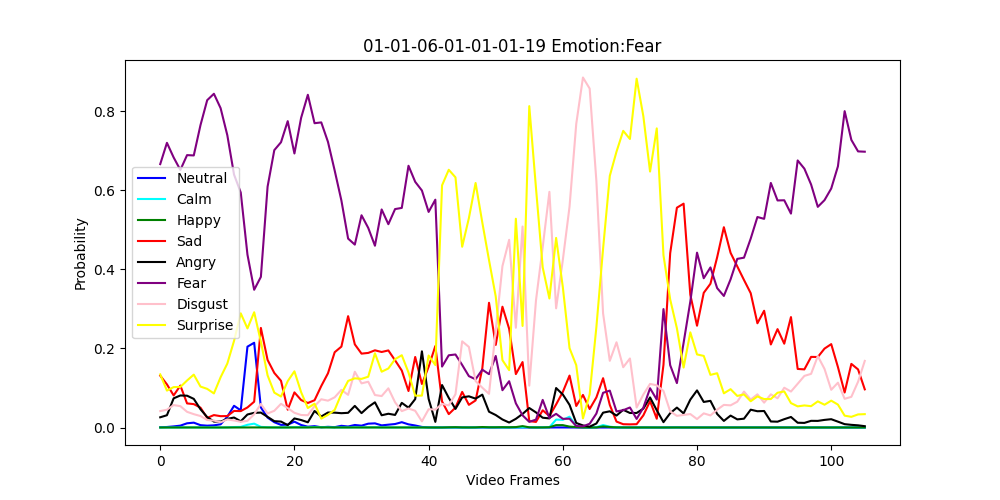 01-01-06-01-01-01-19 Emotion:Fear
Probability
0.8
0.6
0.4
0.2
0.0
Neutral
Calm
Happy
Sad
Angry
Fear
Disgust
Surprise
0 20 40 60 80 100
Video Frames